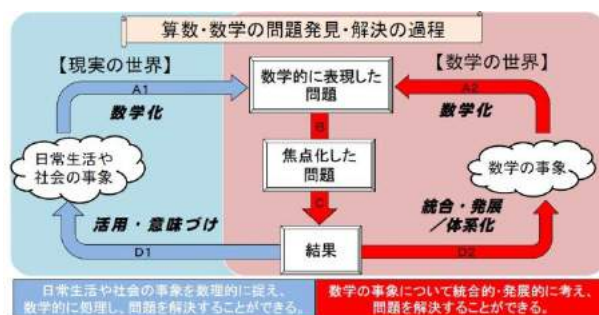 算数・数学の問題発見・解決の過程
【現実の世界】
【数学の世界】
A1
数学化
数学的に表現した
問題
A2
数学化
B
日常生活や
社会の事象
焦点化した
問題
数学の事象
C
活用・意味づけ
D1
結果
統合・発展
／体系化
D2
日常生活や社会の事象を数理的に捉え、
数学的に処理し、問題を解決することができる。
数学の事象について統合的・発展的に考え、
問題を解決することができる。